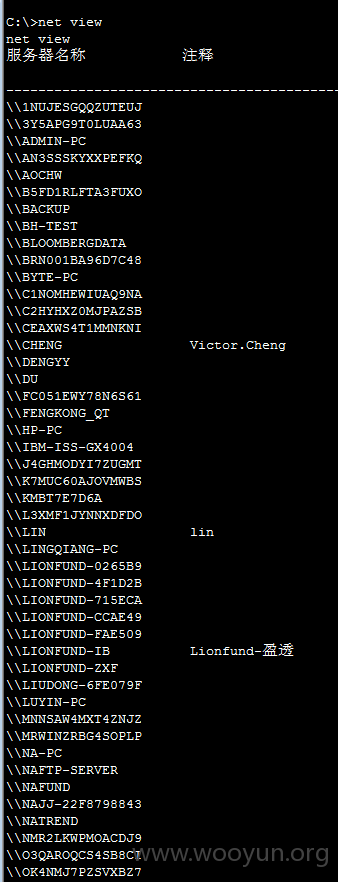 C:\>net view
net view
服务器名称 注释
-------------------------------------------
\\1NUJESGQQZUTEUJ
\\3Y5APG9T0LUAA63
\\ADMIN-PC
\\AN3SSSKYXXPEFKQ
\\AOCHW
\\B5FD1RLFTA3FUXO
\\BACKUP
\\BH-TEST
\\BLOOMBERGDATA
\\BRN001BA96D7C48
\\BYTE-PC
\\C1NOMHEWIUAQ9NA
\\C2HYHXZ0MJPAZSB
\\CEAXWS4T1MMNKNI
\\CHENG Victor.Cheng
\\DENGYY
\\DU
\\FC051EWY78N6S61
\\FENGKONG_QT
\\HP-PC
\\IBM-ISS-GX4004
\\J4GHMODYI7ZUGMT
\\K7MUC60AJOVMWBS
\\KMBT7E7D6A
\\L3XMF1JYNNXDFDO
\\LIN lin
\\LINGQIANG-PC
\\LIONFUND-0265B9
\\LIONFUND-4F1D2B
\\LIONFUND-715ECA
\\LIONFUND-CCAE49
\\LIONFUND-FAE509
\\LIONFUND-IB Lionfund-盈透
\\LIONFUND-ZXF
\\LIUDONG-6FE079F
\\LUYIN-PC
\\MNNSAW4MXT4ZNJZ
\\MRWINZRBG4SOPLP
\\NA-PC
\\NAFTP-SERVER
\\NAFUND
\\NAJJ-22F8798843
\\NATREND
\\NMR2LKWPMOACDJ9
\\O3QAROQCS4SB8CV
www.wooyun.org
\\OK4NMJ7PZSVXBZ7